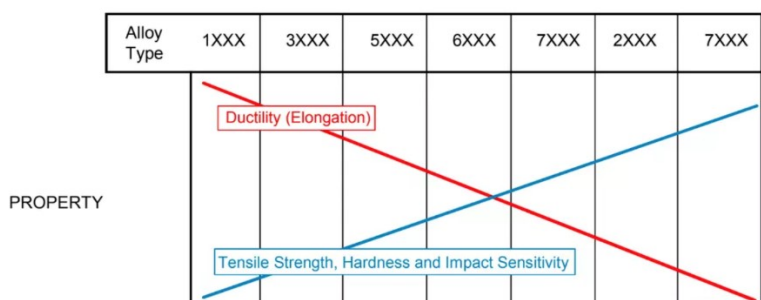 Alloy
Type
1XXX 3XXX 5XXX 6XXX 7XXX 2XXX 7XXX
Ductility (Elongation)
PROPERTY
Tensile Strength, Hardness and Impact Sensitivity